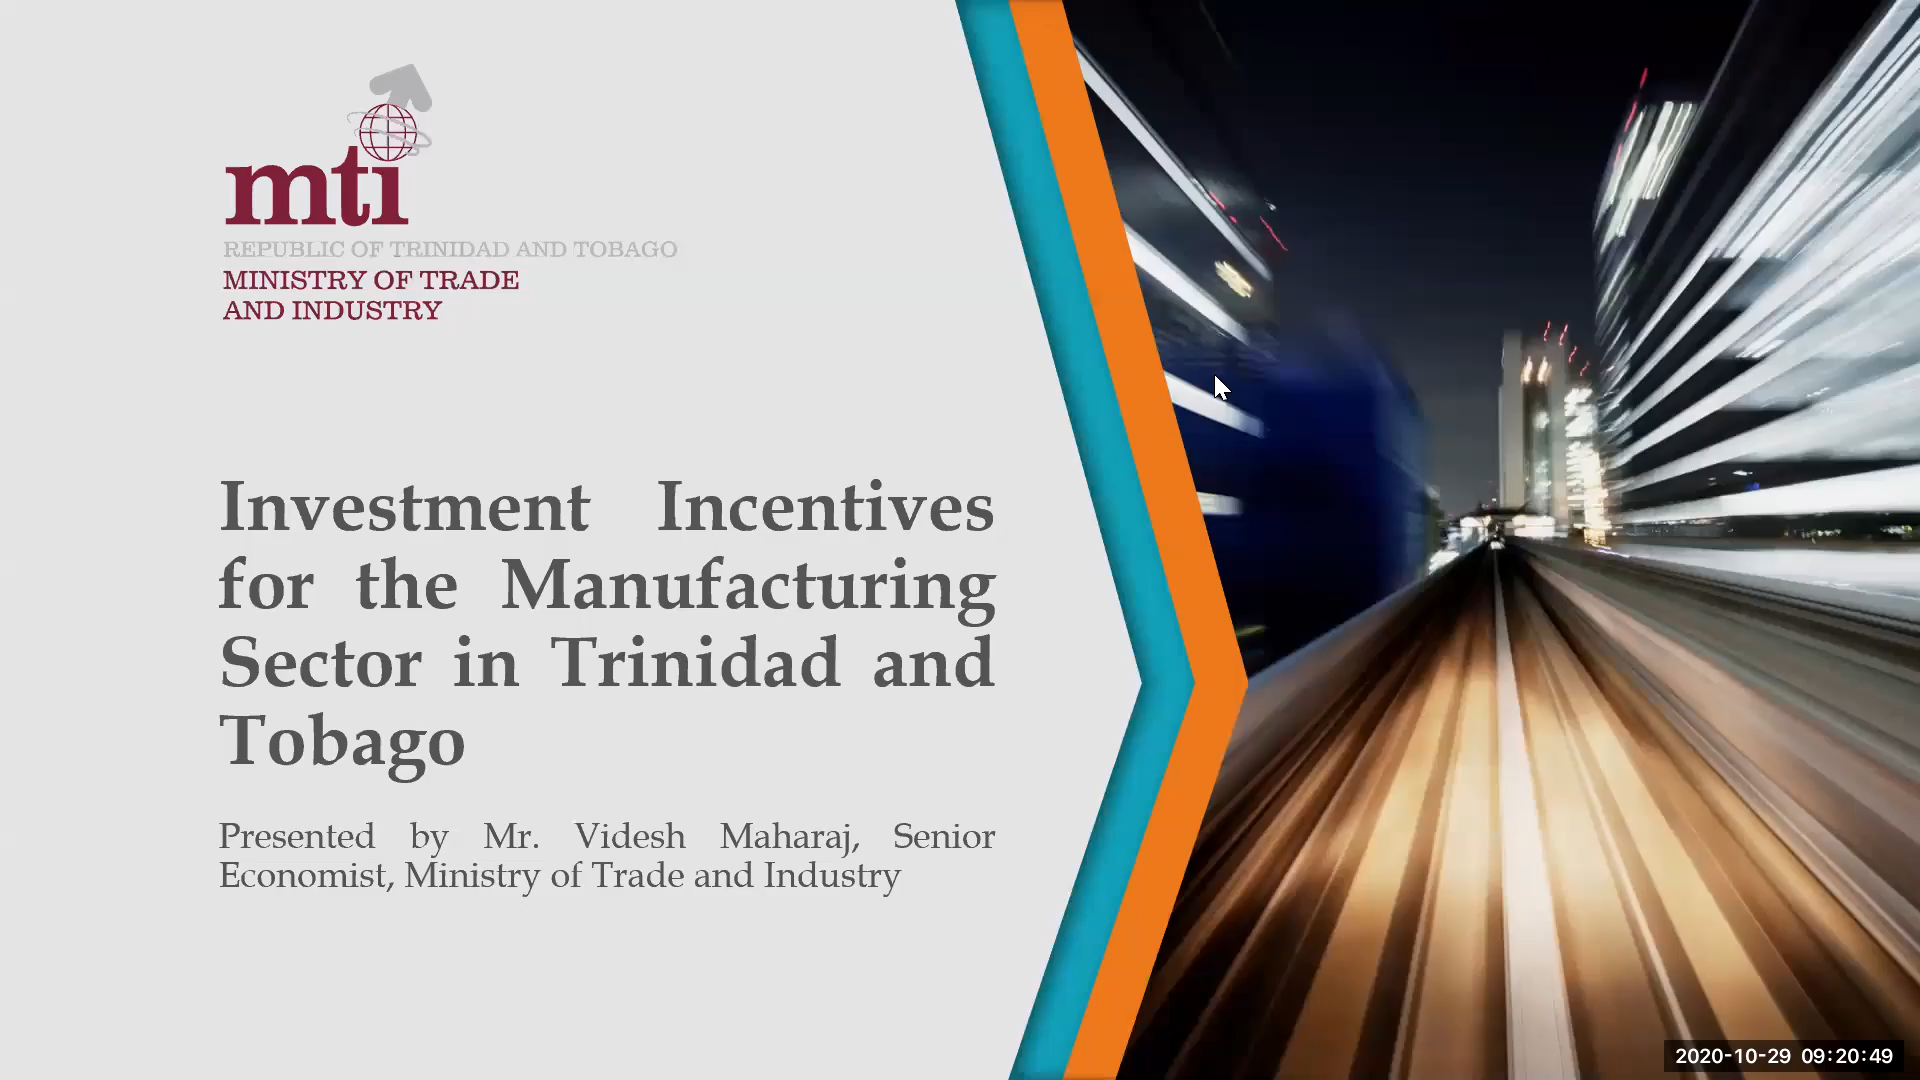 mti
REPUBLIC OF TRINIDAD AND TOBAGO
MINISTRY OF TRADE
AND INDUSTRY
Investment Incentives
for the Manufacturing
Sector in Trinidad and
Tobago
Presented by Mr. Videsh Maharaj, Senior
Economist, Ministry of Trade and Industry
2020-10-29 09:20:49